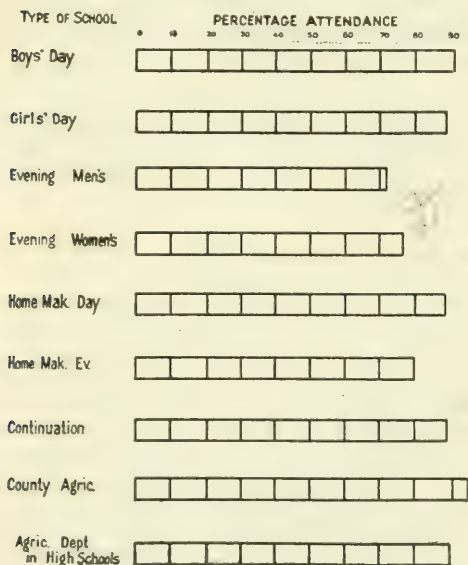 TYPE OF SCHOOL PERCENTAGE ATTENDANCE
0 10 20 30 40 50 60 70 80 90
Boys' Day
Girls' Day
Evening Men's
Evening Women's
Home Mak. Day
Home Mak. Ev.
Continuation
County Agric.
Agric. Dept
in High Schools